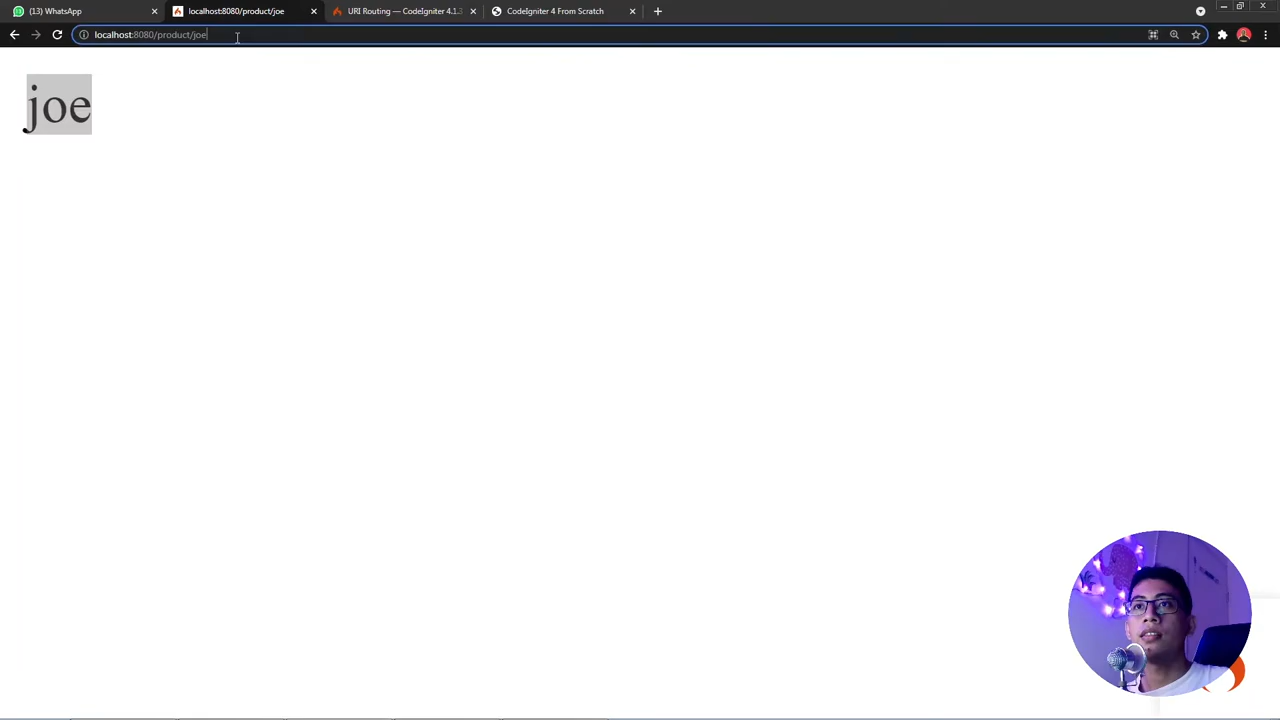 (13) WhatsApp
localhost:8080/product/joe
URI Routing — CodeIgniter 4.1.3
CodeIgniter 4 From Scratch
localhost:8080/product/joe
joe